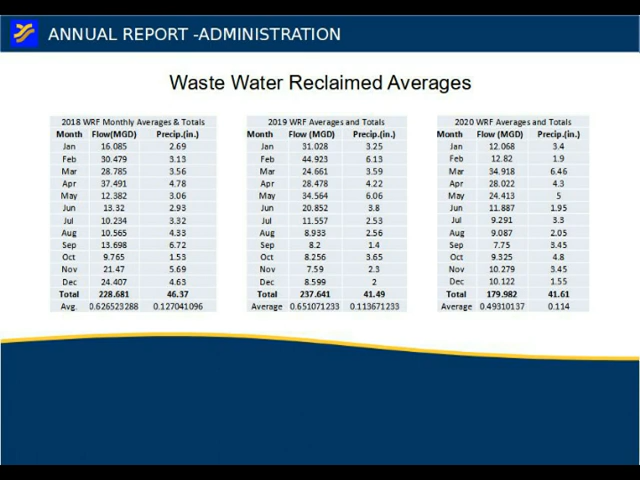 ANNUAL REPORT -ADMINISTRATION
Waste Water Reclaimed Averages
2018 WRF Monthly Averages & Totals
Month Flow(MGD) Precip.(in.)
Jan 16.085 2.69
Feb 30.479 3.13
Mar 28.785 3.56
Apr 37.491 4.78
May 12.382 3.06
Jun 13.32 2.93
Jul 10.234 3.32
Aug 10.565 4.33
Sep 13.698 6.72
Oct 9.765 1.53
Nov 21.47 5.69
Dec 24.407 4.63
Total 228.681 46.37
Avg. 0.626523288 0.127041096
2019 WRF Averages and Totals
Month Flow (MGD) Precip.(in.)
Jan 31.028 3.25
Feb 44.923 6.13
Mar 24.661 3.59
Apr 28.478 4.22
May 34.564 6.06
Jun 20.852 3.8
Jul 11.557 2.53
Aug 8.933 2.56
Sep 8.2 1.4
Oct 8.256 3.65
Nov 7.59 2.3
Dec 8.599 2
Total 237.641 41.49
Average 0.651071233 0.113671233
2020 WRF Averages and Totals
Month Flow (MGD) Precip.(in.)
Jan 12.068 3.4
Feb 12.82 1.9
Mar 34.918 6.46
Apr 28.022 4.3
May 24.413 5
Jun 11.887 1.95
Jul 9.291 3.3
Aug 9.087 2.05
Sep 7.75 3.45
Oct 9.325 4.8
Nov 10.279 3.45
Dec 10.122 1.55
Total 179.982 41.61
Average 0.49310137 0.114